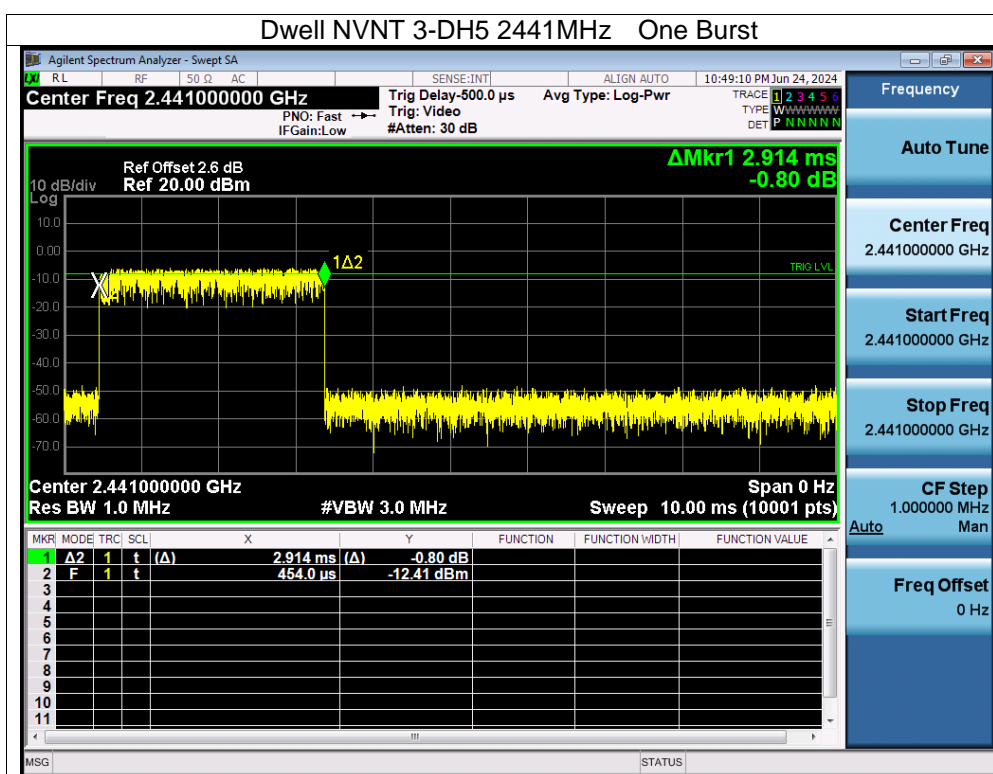 Dwell NVNT 3-DH5 2441MHz One Burst
Agilent Spectrum Analyzer - Swept SA
LXI RL RF 50 Ω AC SENSE:INT ALIGN AUTO 10:49:10 PM Jun 24, 2024
Center Freq 2.441000000 GHz
PNO: Fast
IFGain:Low
Trig Delay-500.0 µs
Trig: Video
#Atten: 30 dB
Avg Type: Log-Pwr
TRACE 1 2 3 4 5 6
TYPE WWWWWW
DET P N N N N N
ΔMkr1 2.914 ms
-0.80 dB
Ref Offset 2.6 dB
10 dB/div Ref 20.00 dBm
Log
10.0
0.00
-10.0
-20.0
-30.0
-40.0
-50.0
-60.0
-70.0
1Δ2
TRIG LVL
Center 2.441000000 GHz Span 0 Hz
Res BW 1.0 MHz #VBW 3.0 MHz Sweep 10.00 ms (10001 pts)
MKR MODE TRC SCL X Y FUNCTION FUNCTION WIDTH FUNCTION VALUE
1 Δ2 1 t (Δ) 2.914 ms (Δ) -0.80 dB
2 F 1 t 454.0 µs -12.41 dBm
3
4
5
6
7
8
9
10
11
MSG STATUS
Frequency
Auto Tune
Center Freq
2.441000000 GHz
Start Freq
2.441000000 GHz
Stop Freq
2.441000000 GHz
CF Step
1.000000 MHz
Auto Man
Freq Offset
0 Hz